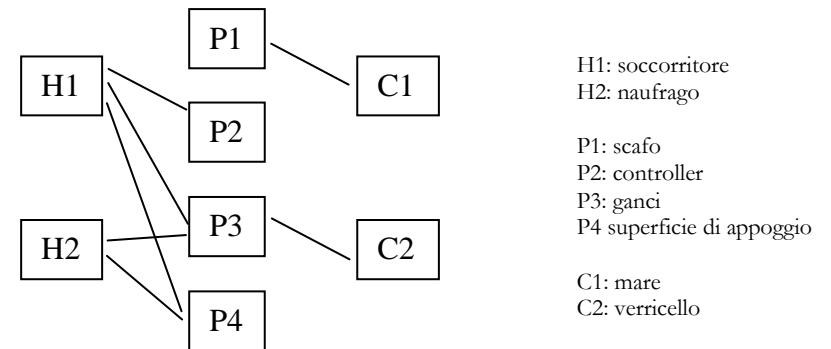 P1
H1
C1
P2
P3
H2
C2
P4
H1: soccorritore
H2: naufrago
P1: scafo
P2: controller
P3: ganci
P4 superficie di appoggio
C1: mare
C2: verricello